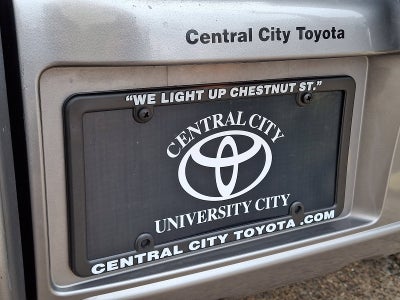 Central City Toyota
"WE LIGHT UP CHESTNUT ST."
CENTRAL CITY
UNIVERSITY CITY
CENTRAL CITY TOYOTA.COM